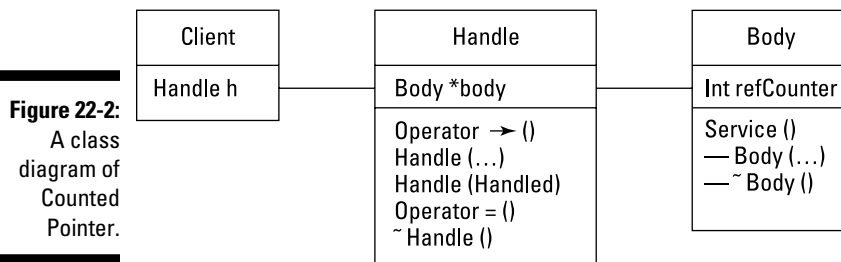 Figure 22-2:
A class
diagram of
Counted
Pointer.
Client
Handle h
Handle
Body *body
Operator → ()
Handle (...)
Handle (Handled)
Operator = ()
~ Handle ()
Body
Int refCounter
Service ()
— Body (...)
— ~ Body ()